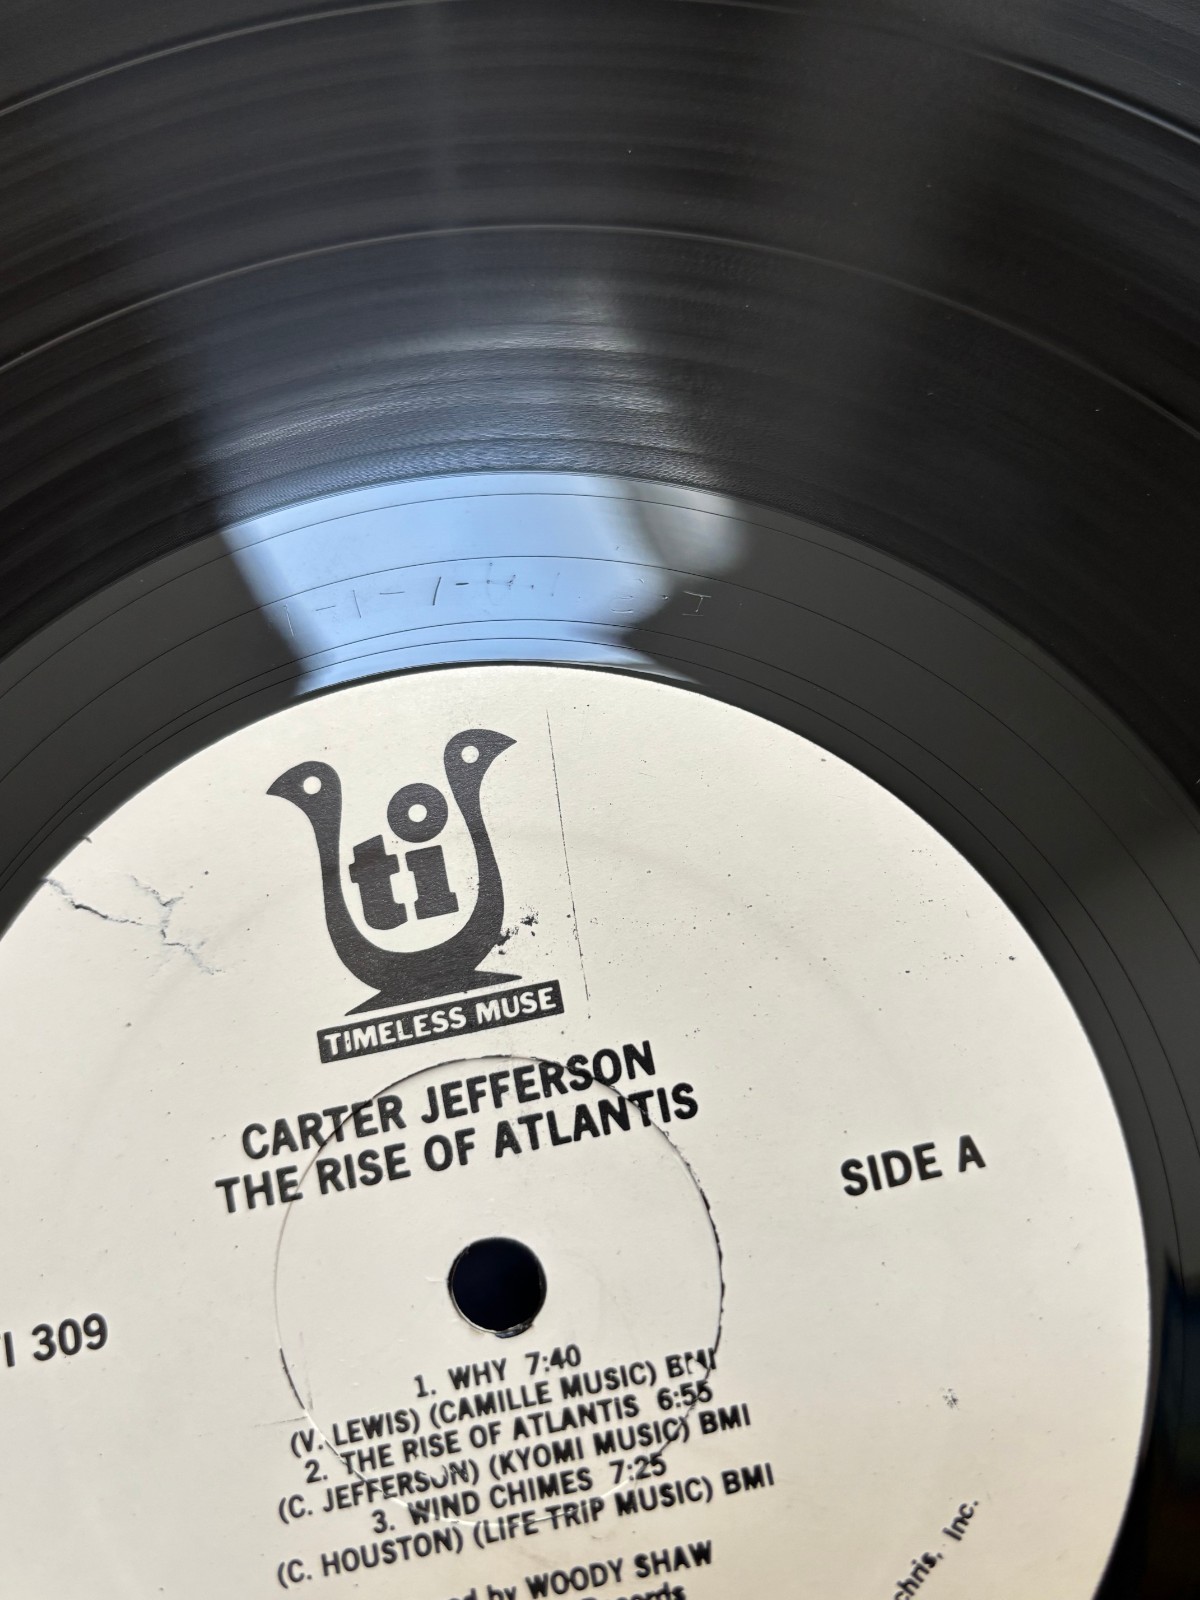 ti
TIMELESS MUSE
CARTER JEFFERSON
THE RISE OF ATLANTIS
SIDE A
309
1. WHY 7:40
(V. LEWIS) (CAMILLE MUSIC) BMI
2. THE RISE OF ATLANTIS 6:55
(C. JEFFERSON) (KYOMI MUSIC) BMI
3. WIND CHIMES 7:25
(C. HOUSTON) (LIFE TRIP MUSIC) BMI
by WOODY SHAW
Inc.